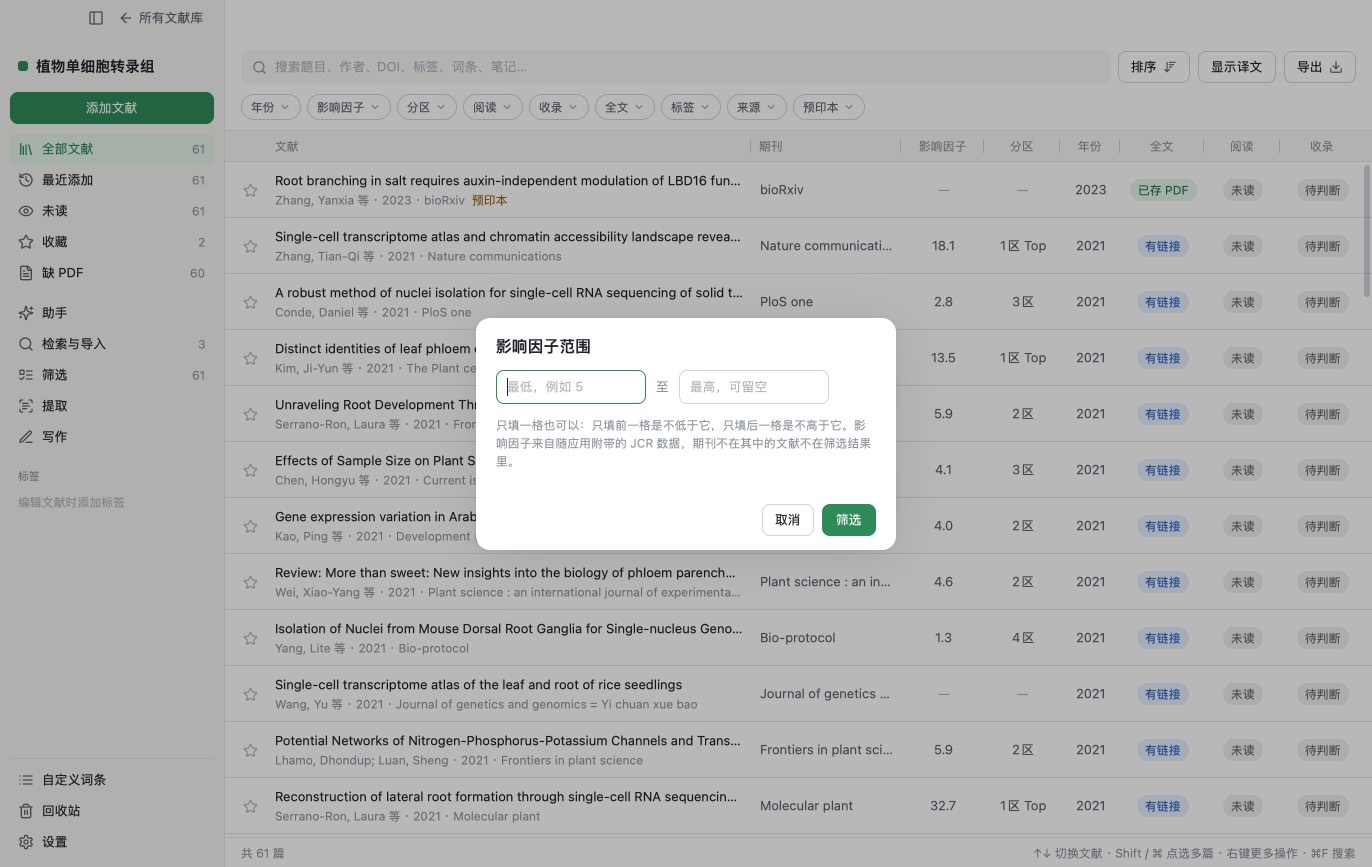 所有文献库
植物单细胞转录组
添加文献
全部文献 61
最近添加 61
未读 61
收藏 2
缺 PDF 60
助手
检索与导入 3
筛选 61
提取
写作
标签
编辑文献时添加标签
自定义词条
回收站
设置
搜索题目、作者、DOI、标签、词条、笔记...
排序
显示译文
导出
年份 影响因子 分区 阅读 收录 全文 标签 来源 预印本
文献 期刊 影响因子 分区 年份 全文 阅读 收录
Root branching in salt requires auxin-independent modulation of LBD16 fun...
Zhang, Yanxia 等 · 2023 · bioRxiv 预印本
bioRxiv — — 2023 已存 PDF 未读 待判断
Single-cell transcriptome atlas and chromatin accessibility landscape revea...
Zhang, Tian-Qi 等 · 2021 · Nature communications
Nature communicati... 18.1 1区 Top 2021 有链接 未读 待判断
A robust method of nuclei isolation for single-cell RNA sequencing of solid t...
Conde, Daniel 等 · 2021 · PloS one
PloS one 2.8 3区 2021 有链接 未读 待判断
Distinct identities of leaf phloem
Kim, Ji-Yun 等 · 2021 · The Plant ce
13.5 1区 Top 2021 有链接 未读 待判断
Unraveling Root Development Thr
Serrano-Ron, Laura 等 · 2021 · Fron
5.9 2区 2021 有链接 未读 待判断
Effects of Sample Size on Plant S
Chen, Hongyu 等 · 2021 · Current is
4.1 3区 2021 有链接 未读 待判断
Gene expression variation in Arab
Kao, Ping 等 · 2021 · Development
4.0 2区 2021 有链接 未读 待判断
Review: More than sweet: New insights into the biology of phloem parench...
Wei, Xiao-Yang 等 · 2021 · Plant science : an international journal of experimenta...
Plant science : an in... 4.6 2区 2021 有链接 未读 待判断
Isolation of Nuclei from Mouse Dorsal Root Ganglia for Single-nucleus Geno...
Yang, Lite 等 · 2021 · Bio-protocol
Bio-protocol 1.3 4区 2021 有链接 未读 待判断
Single-cell transcriptome atlas of the leaf and root of rice seedlings
Wang, Yu 等 · 2021 · Journal of genetics and genomics = Yi chuan xue bao
Journal of genetics ... — — 2021 有链接 未读 待判断
Potential Networks of Nitrogen-Phosphorus-Potassium Channels and Trans...
Lhamo, Dhondup; Luan, Sheng · 2021 · Frontiers in plant science
Frontiers in plant sci... 5.9 2区 2021 有链接 未读 待判断
Reconstruction of lateral root formation through single-cell RNA sequencin...
Serrano-Ron, Laura 等 · 2021 · Molecular plant
Molecular plant 32.7 1区 Top 2021 有链接 未读 待判断
共 61 篇
↑↓ 切换文献 · Shift / ⌘ 点选多篇 · 右键更多操作 · ⌘F 搜索
影响因子范围
最低，例如 5 至 最高，可留空
只填一格也可以：只填前一格是不低于它，只填后一格是不高于它。影
响因子来自随应用附带的 JCR 数据，期刊不在其中的文献不在筛选结果
里。
取消 筛选